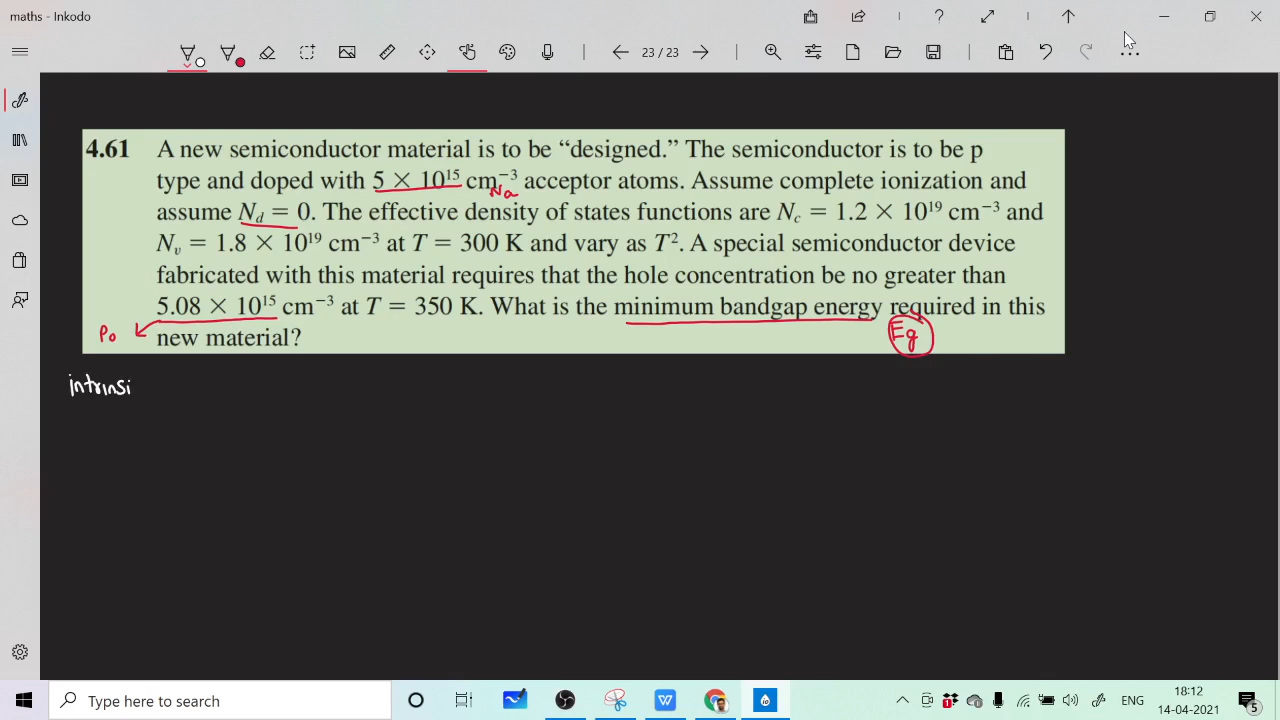 maths - Inkodo
23 / 23
4.61 A new semiconductor material is to be “designed.” The semiconductor is to be p
type and doped with 5 × 10¹⁵ cm⁻³ acceptor atoms. Assume complete ionization and
Na
assume N_d = 0. The effective density of states functions are N_c = 1.2 × 10¹⁹ cm⁻³ and
N_v = 1.8 × 10¹⁹ cm⁻³ at T = 300 K and vary as T². A special semiconductor device
fabricated with this material requires that the hole concentration be no greater than
5.08 × 10¹⁵ cm⁻³ at T = 350 K. What is the minimum bandgap energy required in this
Po new material? Eg
intrinsi
Type here to search
ENG
18:12
14-04-2021
5